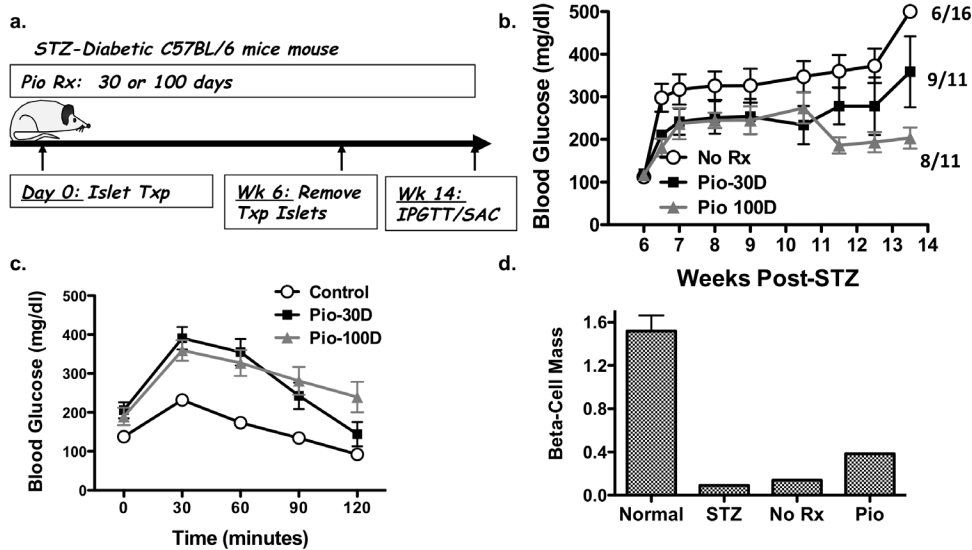 a.
STZ-Diabetic C57BL/6 mice mouse
Pio Rx: 30 or 100 days
Day 0: Islet Txp
Wk 6: Remove
Txp Islets
Wk 14:
IPGTT/SAC
b.
Blood Glucose (mg/dl)
500
400
300
200
100
0
6/16
9/11
8/11
No Rx
Pio-30D
Pio 100D
6 7 8 9 10 11 12 13 14
Weeks Post-STZ
c.
Blood Glucose (mg/dl)
500
400
300
200
100
0
Control
Pio-30D
Pio-100D
0 30 60 90 120
Time (minutes)
d.
Beta-Cell Mass
1.6
1.2
0.8
0.4
0.0
Normal STZ No Rx Pio